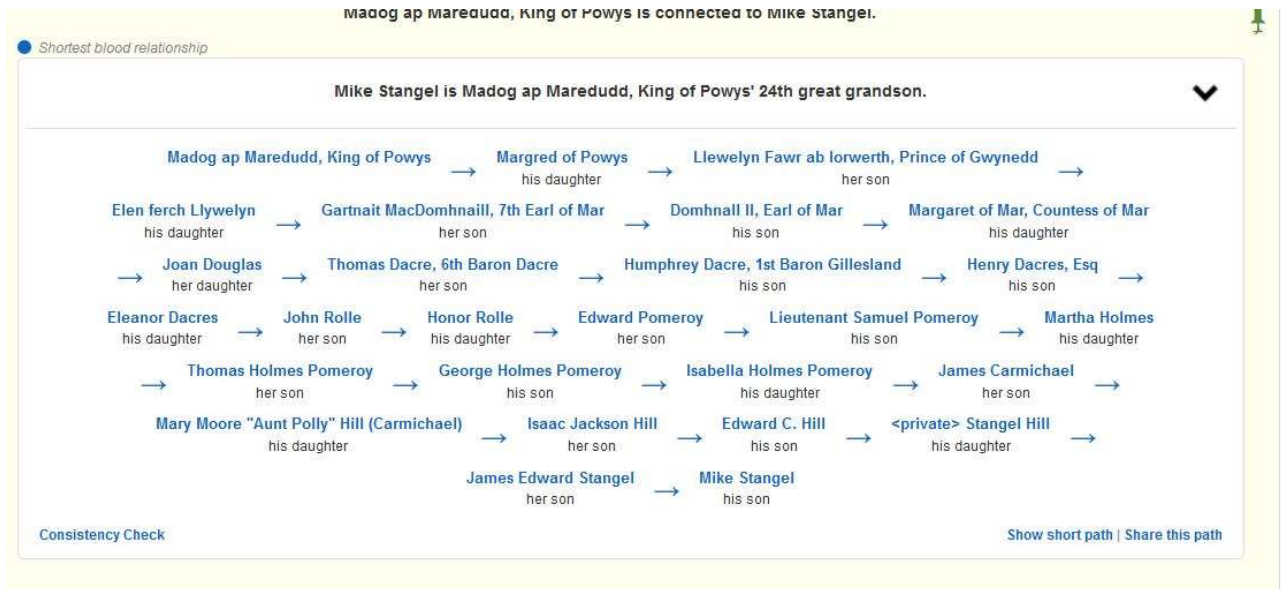 Madog ap Maredudd, King of Powys is connected to Mike Stangel.
Shortest blood relationship
Mike Stangel is Madog ap Maredudd, King of Powys' 24th great grandson.
Madog ap Maredudd, King of Powys → Margred of Powys → Llewelyn Fawr ab Iorwerth, Prince of Gwynedd →
his daughter her son
Elen ferch Llywelyn → Gartnait MacDomhnaill, 7th Earl of Mar → Domhnall II, Earl of Mar → Margaret of Mar, Countess of Mar
his daughter her son his son his daughter
→ Joan Douglas → Thomas Dacre, 6th Baron Dacre → Humphrey Dacre, 1st Baron Gillesland → Henry Dacres, Esq →
her daughter her son his son his son
Eleanor Dacres → John Rolle → Honor Rolle → Edward Pomeroy → Lieutenant Samuel Pomeroy → Martha Holmes
his daughter her son his daughter her son his son his daughter
→ Thomas Holmes Pomeroy → George Holmes Pomeroy → Isabella Holmes Pomeroy → James Carmichael →
her son his son his daughter her son
Mary Moore "Aunt Polly" Hill (Carmichael) → Isaac Jackson Hill → Edward C. Hill → <private> Stangel Hill →
his daughter her son his son his daughter
James Edward Stangel → Mike Stangel
her son his son
Consistency Check Show short path | Share this path